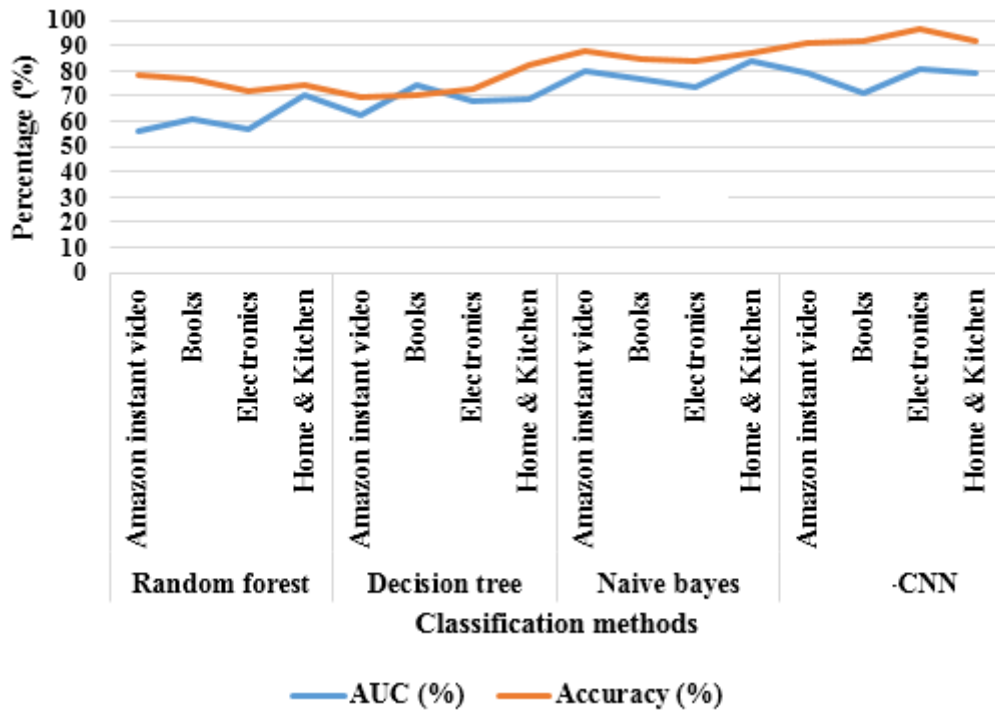 Percentage (%)
100
90
80
70
60
50
40
30
20
10
0
Amazon instant video
Books
Electronics
Home & Kitchen
Amazon instant video
Books
Electronics
Home & Kitchen
Amazon instant video
Books
Electronics
Home & Kitchen
Amazon instant video
Books
Electronics
Home & Kitchen
Random forest
Decision tree
Naive bayes
-CNN
Classification methods
AUC (%)
Accuracy (%)